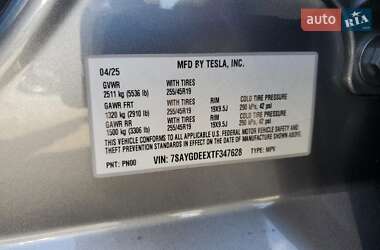 auto RIA
MFD BY TESLA, INC.
04/25
GVWR WITH TIRES
2511 kg (5536 lb) 255/45R19
GAWR FRT WITH TIRES RIM COLD TIRE PRESSURE
1320 kg (2910 lb) 255/45R19 19X9.5J 290 kPa, 42 psi
GAWR RR WITH TIRES RIM COLD TIRE PRESSURE
1500 kg (3306 lb) 255/45R19 19X9.5J 290 kPa, 42 psi
THIS VEHICLE CONFORMS TO ALL APPLICABLE U.S. FEDERAL MOTOR VEHICLE SAFETY
AND THEFT PREVENTION STANDARDS IN EFFECT ON THE DATE OF
MANUFACTURE SHOWN ABOVE.
PNT: PN00 VIN: 7SAYGDEEXTF347628 TYPE: MPV